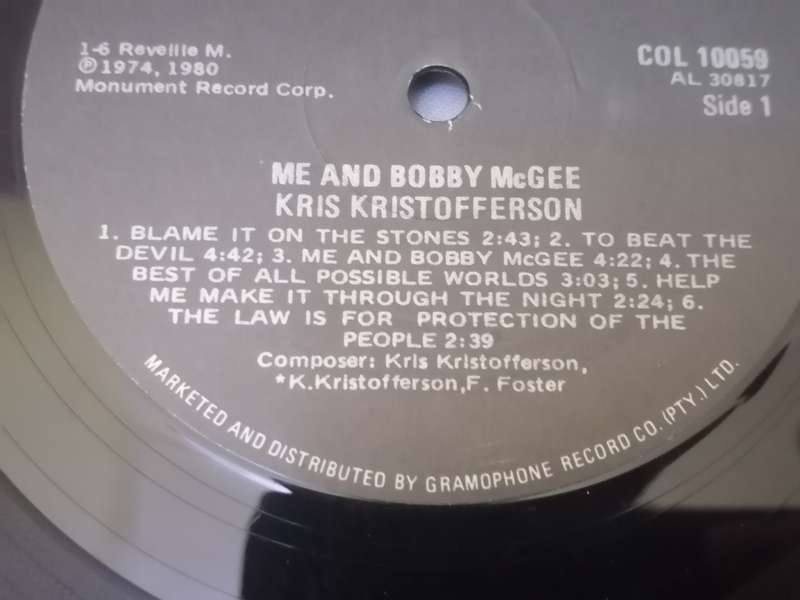 1-6 Reveille M.
℗1974, 1980
Monument Record Corp.
COL 10059
AL 30817
Side 1
ME AND BOBBY McGEE
KRIS KRISTOFFERSON
1. BLAME IT ON THE STONES 2:43; 2. TO BEAT THE
DEVIL 4:42; 3. ME AND BOBBY McGEE 4:22; 4. THE
BEST OF ALL POSSIBLE WORLDS 3:03; 5. HELP
ME MAKE IT THROUGH THE NIGHT 2:24; 6.
THE LAW IS FOR PROTECTION OF THE
PEOPLE 2:39
Composer: Kris Kristofferson,
*K.Kristofferson,F. Foster
MARKETED AND DISTRIBUTED BY GRAMOPHONE RECORD CO. (PTY.) LTD.